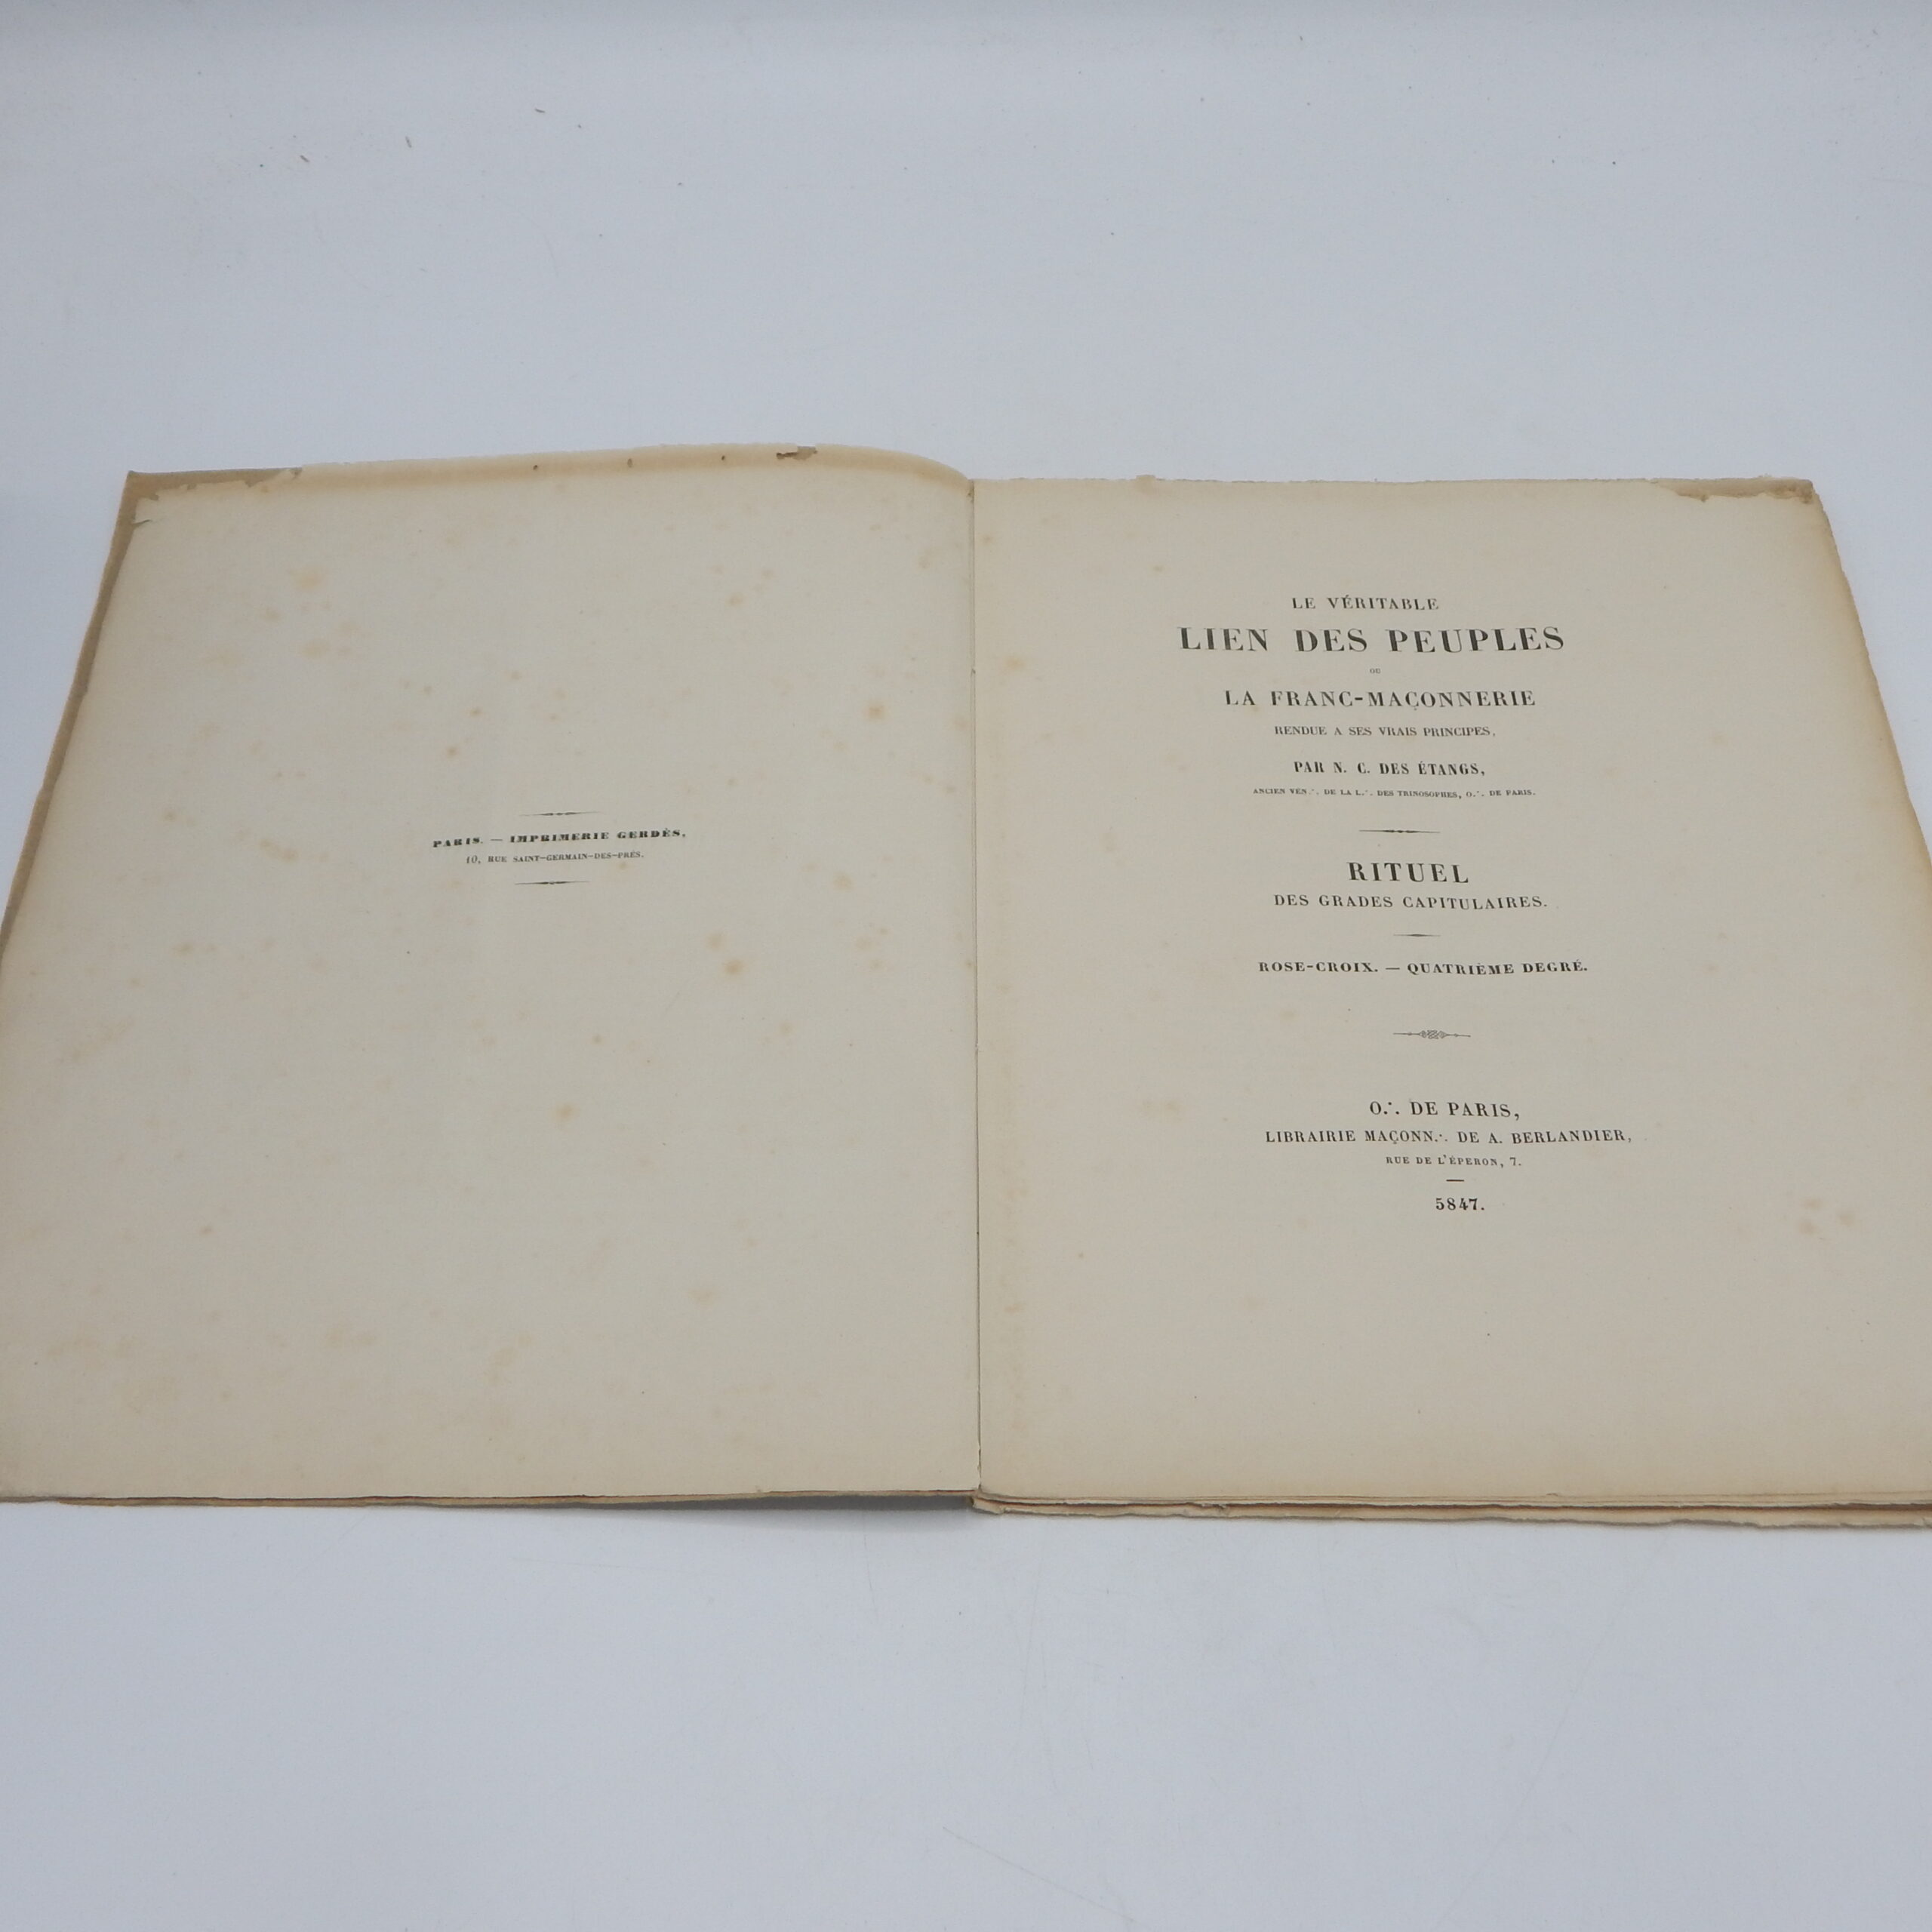 PARIS. — IMPRIMERIE GERDÈS,
10, RUE SAINT-GERMAIN-DES-PRÉS.
LE VÉRITABLE
LIEN DES PEUPLES
OU
LA FRANC-MAÇONNERIE
RENDUE A SES VRAIS PRINCIPES,
PAR N. C. DES ÉTANGS,
ANCIEN VÉN.·. DE LA L.·. DES TRINOSOPHES, O.·. DE PARIS.
RITUEL
DES GRADES CAPITULAIRES.
ROSE-CROIX. — QUATRIÈME DEGRÉ.
O.·. DE PARIS,
LIBRAIRIE MAÇONN.·. DE A. BERLANDIER,
RUE DE L'ÉPERON, 7.
5847.